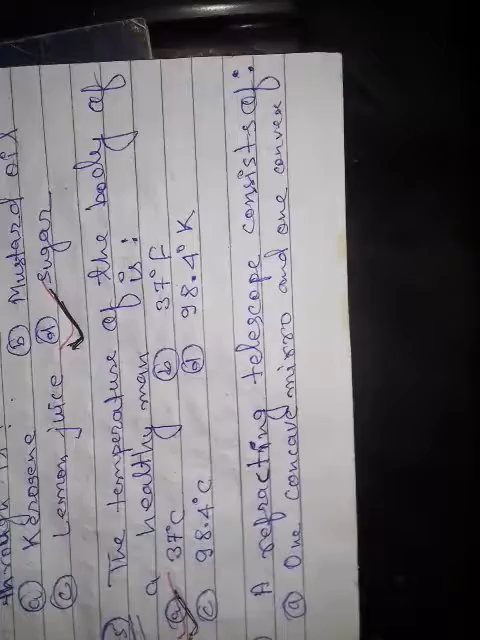 through is :
ⓐ Kerosene ⓑ Mustard oil
ⓒ Lemon juice ⓓ Sugar
5) The temperature of the body of
a healthy man is :
ⓐ 37°C ⓑ 37°F
ⓒ 98.4°C ⓓ 98.4°K
A refracting telescope consists of:
ⓐ One concave mirro and one convex